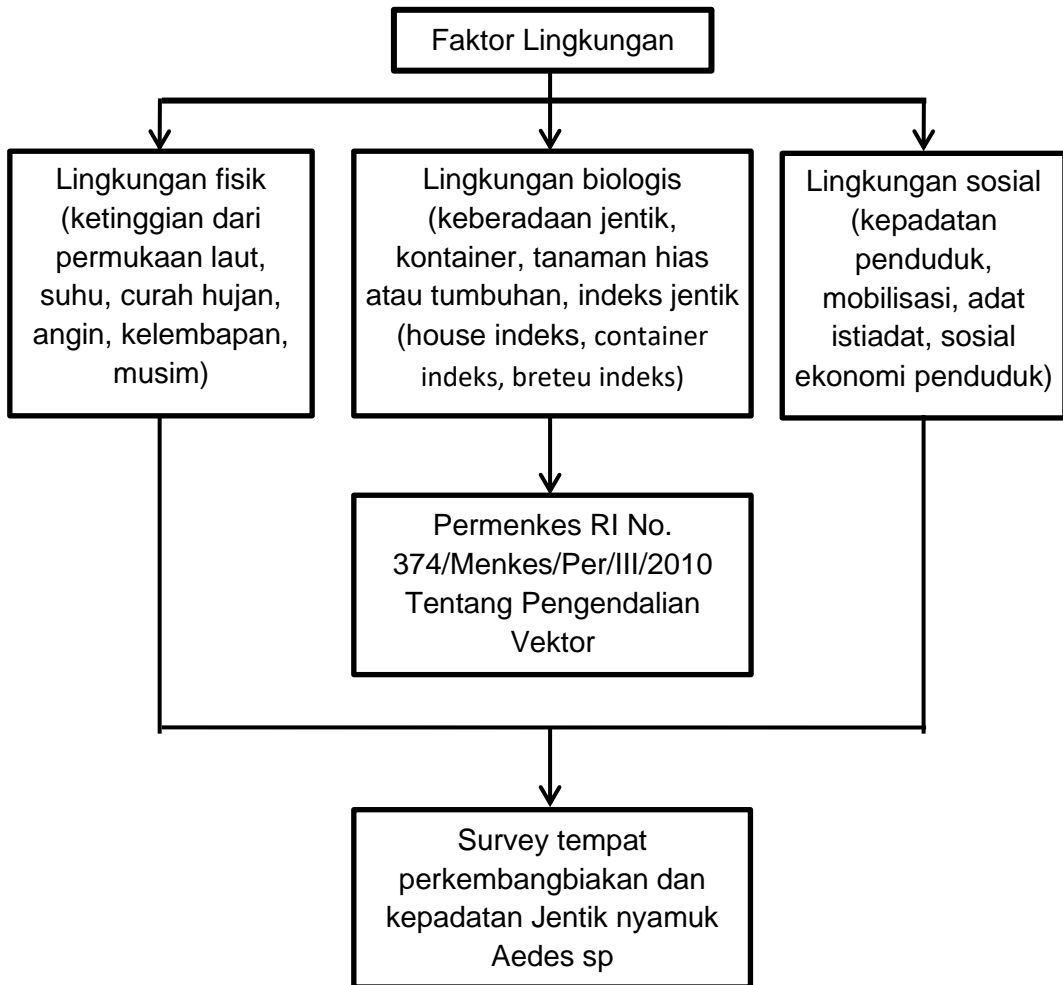 Faktor Lingkungan
Lingkungan fisik
(ketinggian dari
permukaan laut,
suhu, curah hujan,
angin, kelembapan,
musim)
Lingkungan biologis
(keberadaan jentik,
kontainer, tanaman hias
atau tumbuhan, indeks jentik
(house indeks, container
indeks, breteu indeks)
Lingkungan sosial
(kepadatan
penduduk,
mobilisasi, adat
istiadat, sosial
ekonomi penduduk)
Permenkes RI No.
374/Menkes/Per/III/2010
Tentang Pengendalian
Vektor
Survey tempat
perkembangbiakan dan
kepadatan Jentik nyamuk
Aedes sp